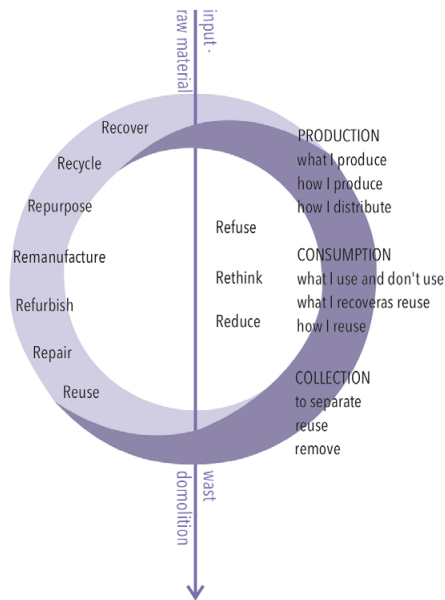 input -
raw material
Recover
Recycle
Repurpose
Remanufacture
Refurbish
Repair
Reuse
Refuse
Rethink
Reduce
PRODUCTION
what I produce
how I produce
how I distribute
CONSUMPTION
what I use and don't use
what I recoveras reuse
how I reuse
COLLECTION
to separate
reuse
remove
wast
domolition